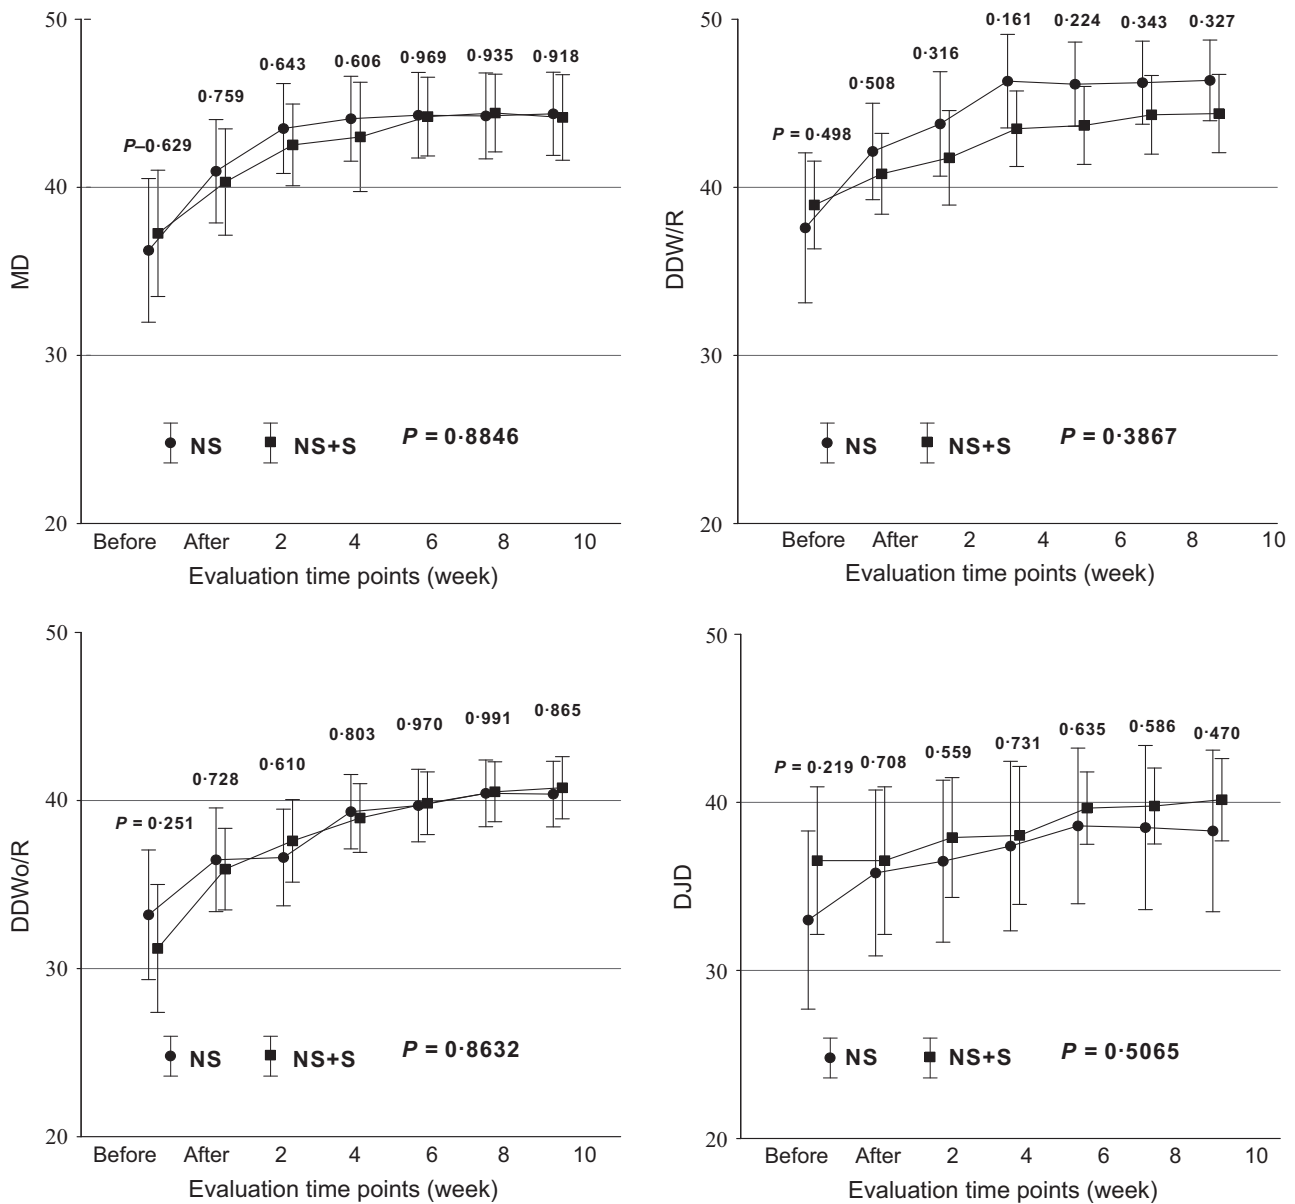 50
0·643
0·606
0·969
0·935
0·918
0·759
P–0·629
40
MD
30
NS
NS+S
P = 0·8846
20
Before After 2 4 6 8 10
Evaluation time points (week)
50
0·161
0·224
0·343
0·327
0·316
0·508
P = 0·498
40
DDW/R
30
NS
NS+S
P = 0·3867
20
Before After 2 4 6 8 10
Evaluation time points (week)
50
0·803
0·970
0·991
0·865
0·728
0·610
P = 0·251
40
DDWo/R
30
NS
NS+S
P = 0·8632
20
Before After 2 4 6 8 10
Evaluation time points (week)
50
P = 0·219
0·708
0·559
0·731
0·635
0·586
0·470
40
DJD
30
NS
NS+S
P = 0·5065
20
Before After 2 4 6 8 10
Evaluation time points (week)